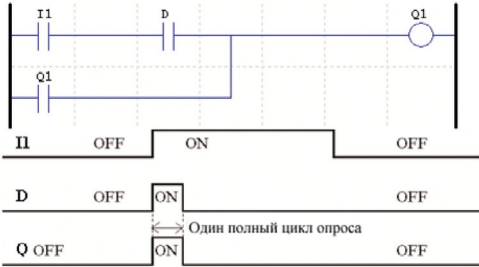 I1 D Q1
Q1
I1 OFF ON OFF
D OFF ON OFF
Один полный цикл опроса
Q OFF ON OFF